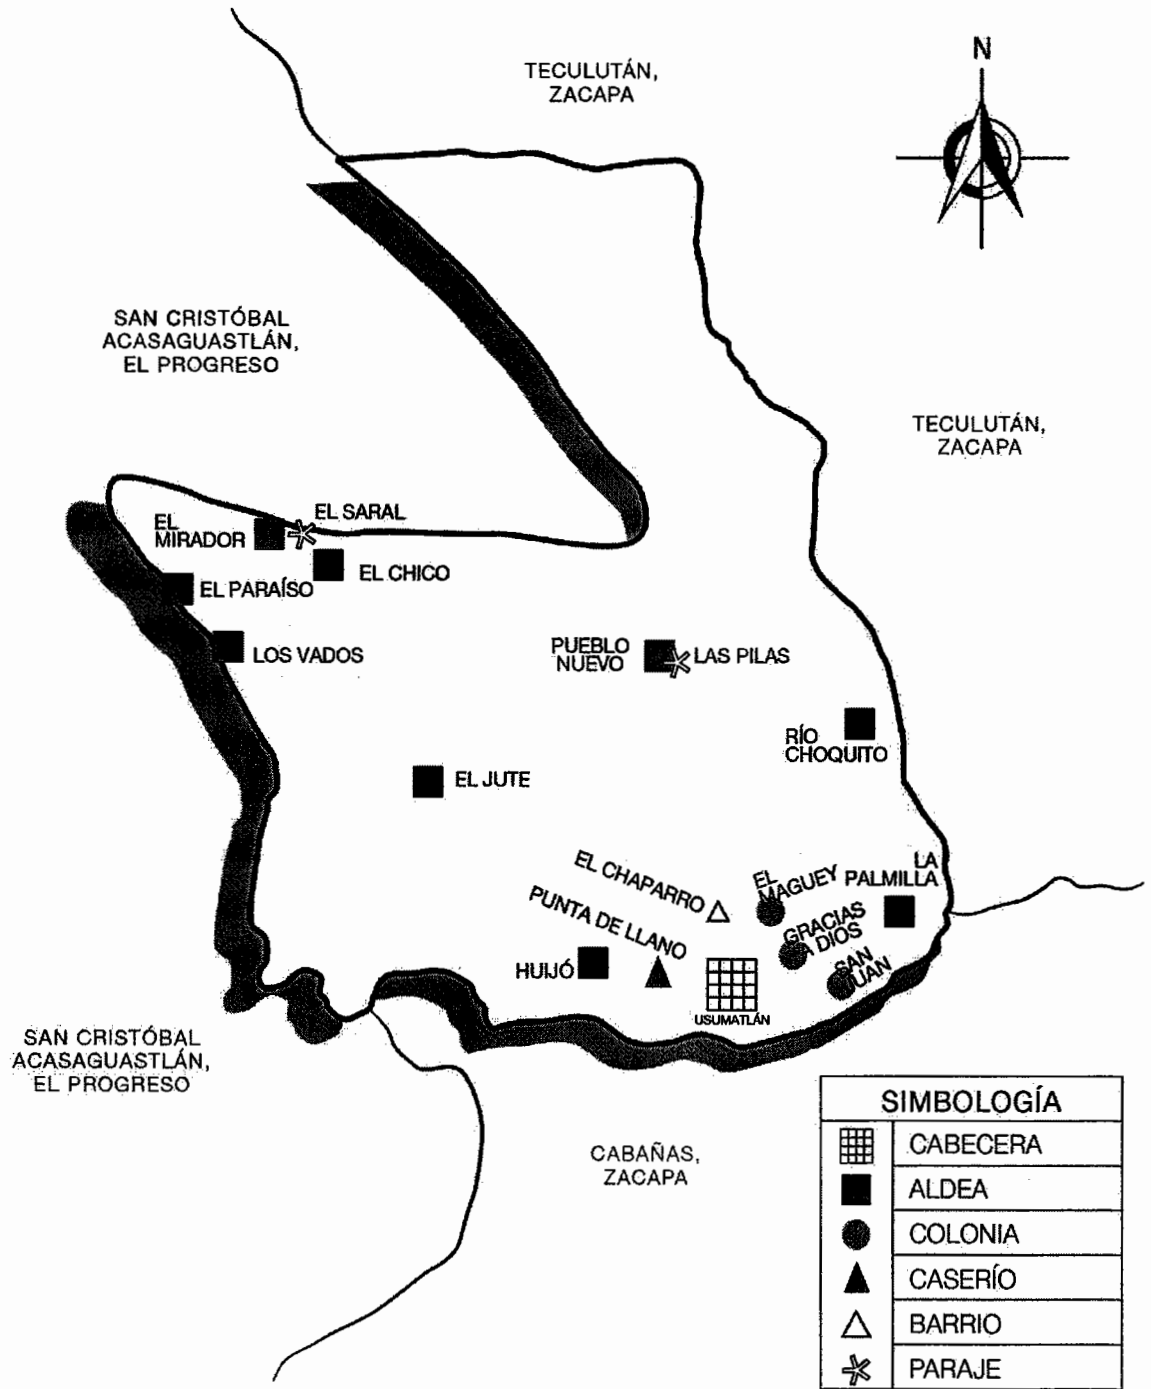 N
TECULUTÁN,
ZACAPA
SAN CRISTÓBAL
ACASAGUASTLÁN,
EL PROGRESO
TECULUTÁN,
ZACAPA
EL SARAL
EL
MIRADOR
EL CHICO
EL PARAÍSO
LOS VADOS
PUEBLO
NUEVO
LAS PILAS
RÍO
CHOQUITO
EL JUTE
EL CHAPARRO
EL
MAGUEY
LA
PALMILLA
PUNTA DE LLANO
GRACIAS
A DIOS
HUIJÓ
SAN
JUAN
USUMATLÁN
SAN CRISTÓBAL
ACASAGUASTLÁN,
EL PROGRESO
CABAÑAS,
ZACAPA
SIMBOLOGÍA
CABECERA
ALDEA
COLONIA
CASERÍO
BARRIO
PARAJE